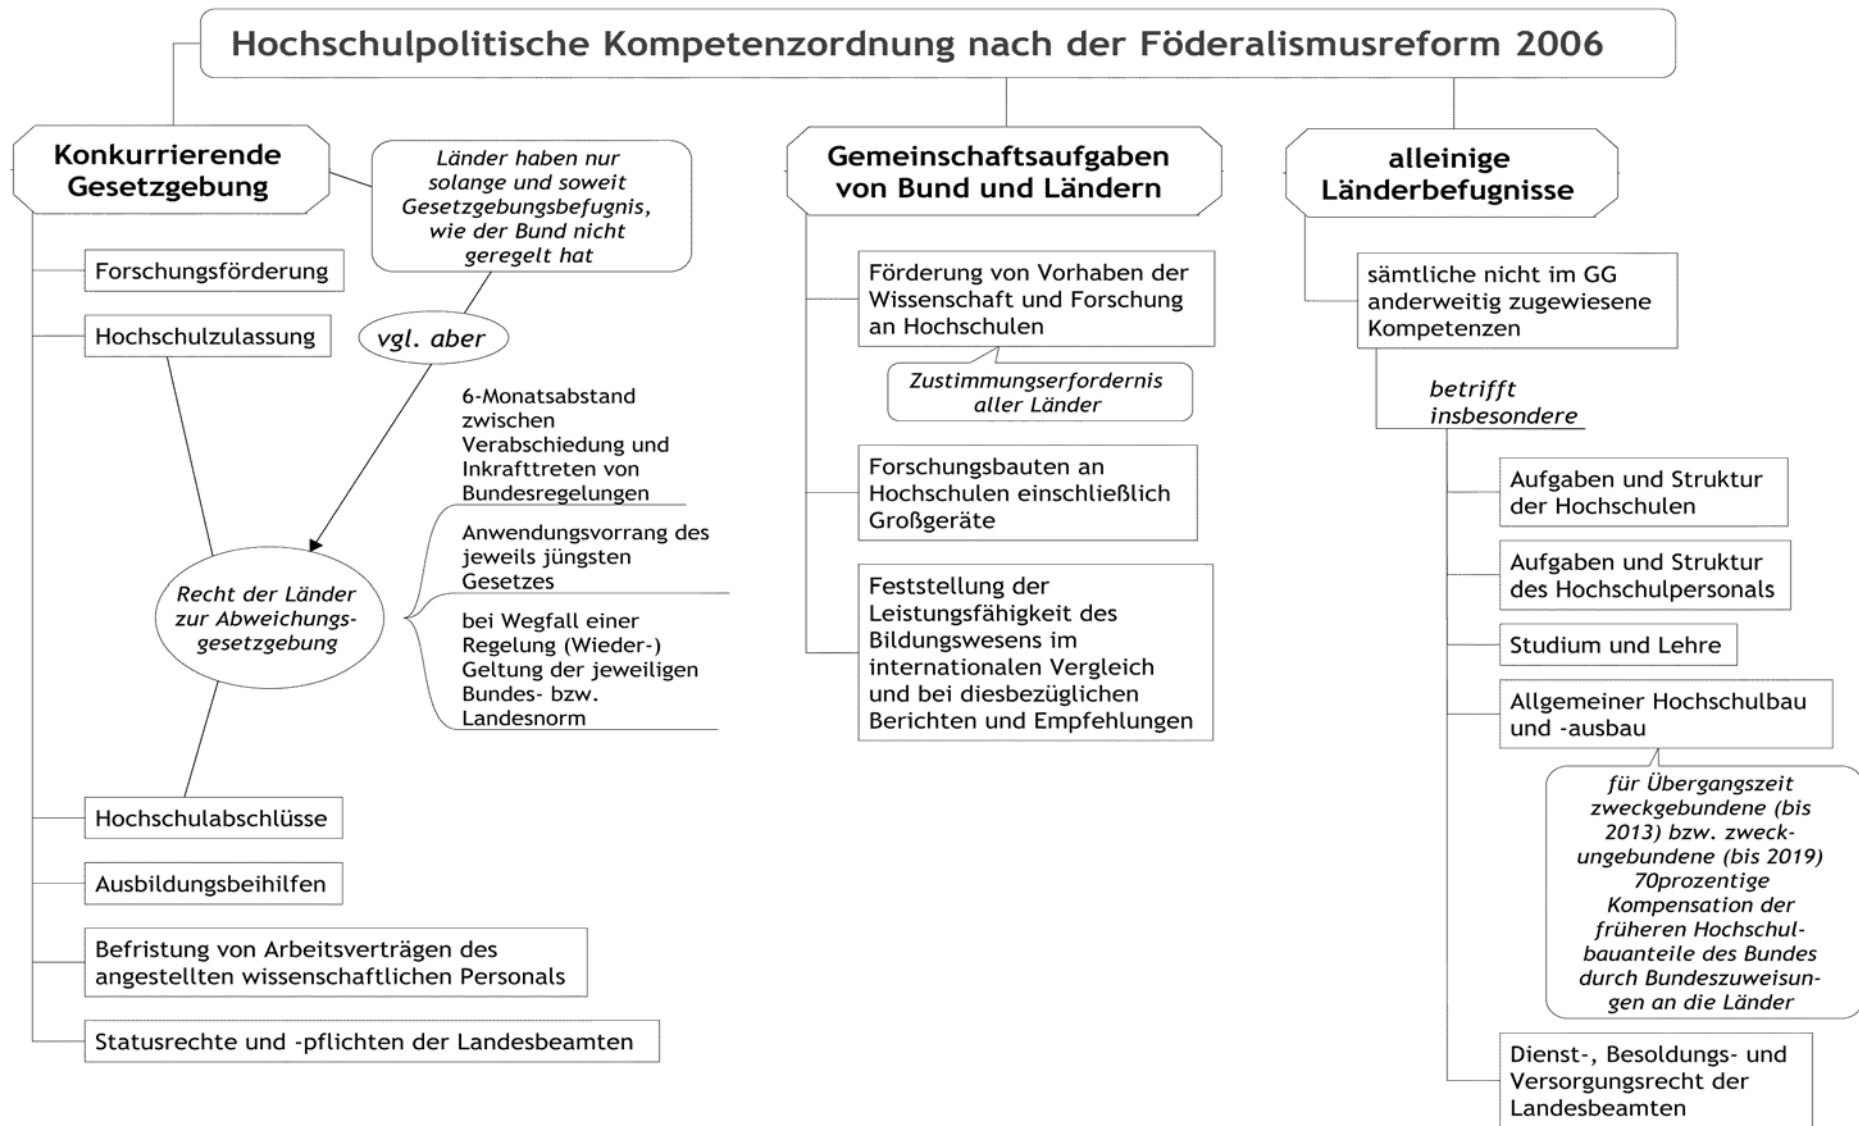 Hochschulpolitische Kompetenzordnung nach der Föderalismusreform 2006
Konkurrierende
Gesetzgebung
Länder haben nur
solange und soweit
Gesetzgebungsbefugnis,
wie der Bund nicht
geregelt hat
vgl. aber
Forschungsförderung
Hochschulzulassung
Recht der Länder
zur Abweichungs-
gesetzgebung
6-Monatsabstand
zwischen
Verabschiedung und
Inkrafttreten von
Bundesregelungen
Anwendungsvorrang des
jeweils jüngsten
Gesetzes
bei Wegfall einer
Regelung (Wieder-)
Geltung der jeweiligen
Bundes- bzw.
Landesnorm
Hochschulabschlüsse
Ausbildungsbeihilfen
Befristung von Arbeitsverträgen des
angestellten wissenschaftlichen Personals
Statusrechte und -pflichten der Landesbeamten
Gemeinschaftsaufgaben
von Bund und Ländern
Förderung von Vorhaben der
Wissenschaft und Forschung
an Hochschulen
Zustimmungserfordernis
aller Länder
Forschungsbauten an
Hochschulen einschließlich
Großgeräte
Feststellung der
Leistungsfähigkeit des
Bildungswesens im
internationalen Vergleich
und bei diesbezüglichen
Berichten und Empfehlungen
alleinige
Länderbefugnisse
sämtliche nicht im GG
anderweitig zugewiesene
Kompetenzen
betrifft
insbesondere
Aufgaben und Struktur
der Hochschulen
Aufgaben und Struktur
des Hochschulpersonals
Studium und Lehre
Allgemeiner Hochschulbau
und -ausbau
für Übergangszeit
zweckgebundene (bis
2013) bzw. zweck-
ungebundene (bis 2019)
70prozentige
Kompensation der
früheren Hochschul-
bauanteile des Bundes
durch Bundeszuweisun-
gen an die Länder
Dienst-, Besoldungs- und
Versorgungsrecht der
Landesbeamten